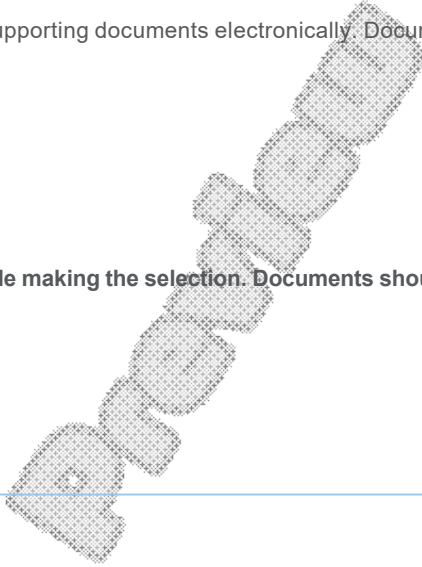 upporting documents electronically. Docu
le making the selection. Documents shou
Preview